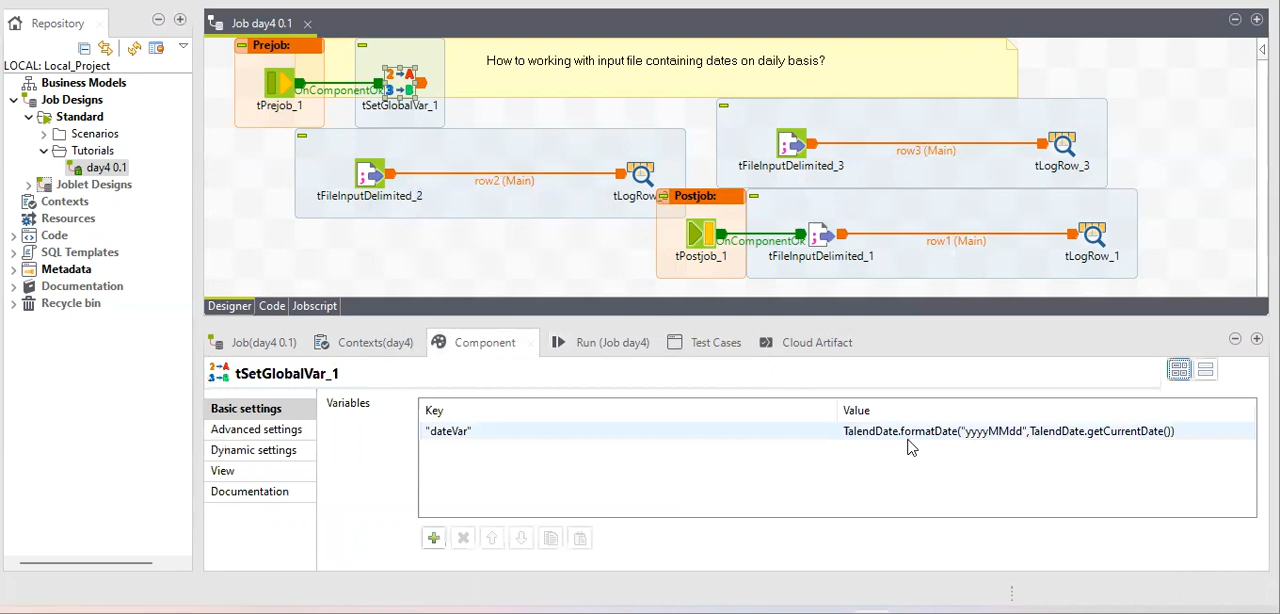 Repository
LOCAL: Local_Project
Business Models
Job Designs
Standard
Scenarios
Tutorials
day4 0.1
Joblet Designs
Contexts
Resources
Code
SQL Templates
Metadata
Documentation
Recycle bin
Job day4 0.1
Prejob:
How to working with input file containing dates on daily basis?
OnComponentOk
tPrejob_1
tSetGlobalVar_1
row3 (Main)
tFileInputDelimited_3
tLogRow_3
row2 (Main)
tFileInputDelimited_2
tLogRow_
Postjob:
OnComponentOk
row1 (Main)
tPostjob_1
tFileInputDelimited_1
tLogRow_1
Designer
Code
Jobscript
Job(day4 0.1)
Contexts(day4)
Component
Run (Job day4)
Test Cases
Cloud Artifact
tSetGlobalVar_1
Basic settings
Advanced settings
Dynamic settings
View
Documentation
Variables
Key
Value
"dateVar"
TalendDate.formatDate("yyyyMMdd",TalendDate.getCurrentDate())